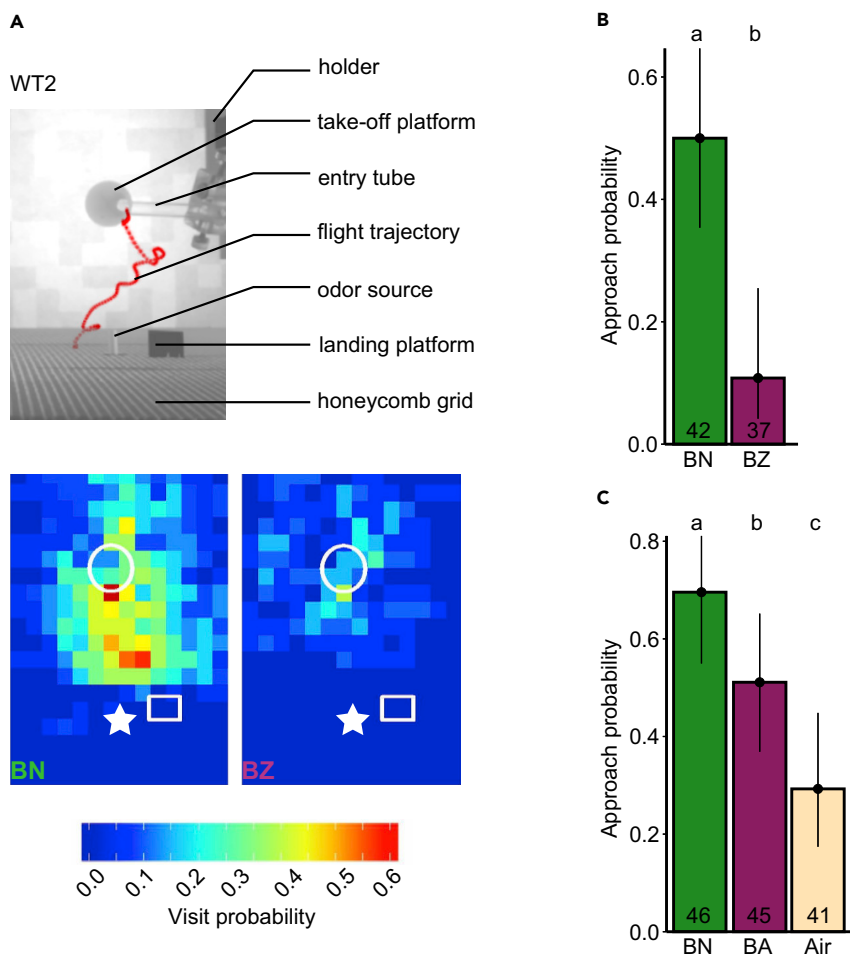 A
WT2
holder
take-off platform
entry tube
flight trajectory
odor source
landing platform
honeycomb grid
BN
BZ
0.0 0.1 0.2 0.3 0.4 0.5 0.6
Visit probability
B
a b
Approach probability
0.6
0.4
0.2
0.0
42 37
BN BZ
C
a b c
Approach probability
0.8
0.6
0.4
0.2
0.0
46 45 41
BN BA Air